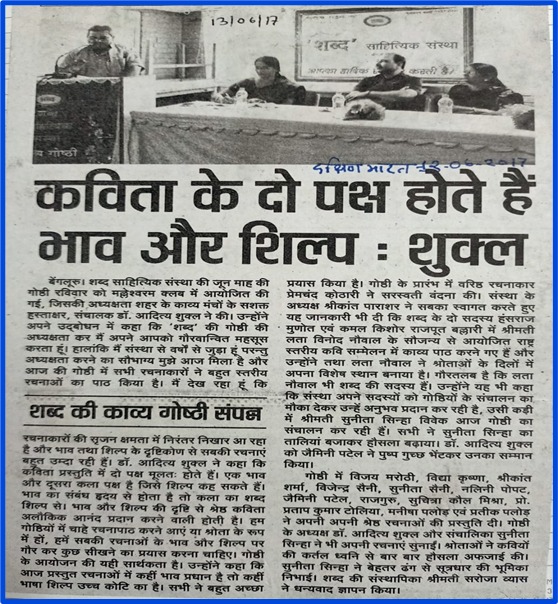 13/06/17
'शब्द' साहित्यिक संस्था
आपका हार्दिक करती है।
दक्षिण भारत 13-06-2017
कविता के दो पक्ष होते हैं
भाव और शिल्प : शुक्ल
बेंगलूरु। शब्द साहित्यिक संस्था की जून माह की
गोष्ठी रविवार को मल्लेश्वरम क्लब में आयोजित की
गई, जिसकी अध्यक्षता शहर के काव्य मंचों के सशक्त
हस्ताक्षर, संचालक डॉ. आदित्य शुक्ल ने की। उन्होंने
अपने उद्बोधन में कहा कि 'शब्द' की गोष्ठी की
अध्यक्षता कर मैं अपने आपको गौरवान्वित महसूस
करता हूं। हालांकि मैं संस्था से वर्षों से जुड़ा हूं परन्तु
अध्यक्षता करने का सौभाग्य मुझे आज मिला है और
आज की गोष्ठी में सभी रचनाकारों ने बहुत स्तरीय
रचनाओं का पाठ किया है। मैं देख रहा हूं कि
शब्द की काव्य गोष्ठी संपन्न
रचनाकारों की सृजन क्षमता में निरंतर निखार आ रहा
है और भाव तथा शिल्प के दृष्टिकोण से सबकी रचनाएं
बहुत उम्दा रही हैं। डॉ. आदित्य शुक्ल ने कहा कि
कविता प्रस्तुति में दो पक्ष मूलतः होते हैं। एक भाव
और दूसरा कला पक्ष है जिसे शिल्प कह सकते हैं।
भाव का संबंध हृदय से होता है तो कला का शब्द
शिल्प से। भाव और शिल्प की दृष्टि से श्रेष्ठ कविता
अलौकिक आनंद प्रदान करने वाली होती है। हम
गोष्ठियों में चाहे रचनापाठ करने आएं या श्रोता के रूप
में हों, हमें सबकी रचनाओं के भाव और शिल्प पर
गौर कर कुछ सीखने का प्रयास करना चाहिए। गोष्ठी
के आयोजन की यही सार्थकता है। उन्होंने कहा कि
आज प्रस्तुत रचनाओं में कहीं भाव प्रधान है तो कहीं
भाषा शिल्प उच्च कोटि का है। सभी ने बहुत अच्छा
प्रयास किया है। गोष्ठी के प्रारंभ में वरिष्ठ रचनाकार
प्रेमचंद कोठारी ने सरस्वती वंदना की। संस्था के
अध्यक्ष श्रीकांत पाराशर ने सबका स्वागत करते हुए
यह जानकारी भी दी कि शब्द के दो सदस्य हंसराज
मुणोत एवं कमल किशोर राजपूत बल्लारी में श्रीमती
लता विनोद नौवाल के सौजन्य से आयोजित राष्ट्र
स्तरीय कवि सम्मेलन में काव्य पाठ करने गए हैं और
उन्होंने तथा लता नौवाल ने श्रोताओं के दिलों में
अपना विशेष स्थान बनाया है। गौरतलब है कि लता
नौवाल भी शब्द की सदस्य हैं। उन्होंने यह भी कहा
कि संस्था अपने सदस्यों को गोष्ठियों के संचालन का
मौका देकर उन्हें अनुभव प्रदान कर रही है, उसी कड़ी
में श्रीमती सुनीता सिन्हा विवेक आज गोष्ठी का
संचालन कर रही हैं। सभी ने सुनीता सिन्हा का
तालियां बजाकर हौसला बढ़ाया। डॉ. आदित्य शुक्ल
को जैमिनी पटेल ने पुष्प गुच्छ भेंटकर उनका सम्मान
किया।
गोष्ठी में विजय मरोठी, विद्या कृष्णा, श्रीकांत
शर्मा, विजेन्द्र सैनी, सुनीता सैनी, नलिनी पोपट,
जैमिनी पटेल, राजगुरु, सुचित्रा कौल मिश्रा, प्रो.
प्रताप कुमार टोलिया, मनीषा पलोड़ एवं प्रतीक पलोड़
ने अपनी अपनी श्रेष्ठ रचनाओं की प्रस्तुति दी। गोष्ठी
के अध्यक्ष डॉ. आदित्य शुक्ल और संचालिका सुनीता
सिन्हा ने भी अपनी रचनाएं सुनाईं। श्रोताओं ने कवियों
की कर्तल ध्वनि से बार बार हौसला अफजाई की।
सुनीता सिन्हा ने बेहतर ढंग से सूत्रधार की भूमिका
निभाई। शब्द की संस्थापिका श्रीमती सरोजा व्यास
ने धन्यवाद ज्ञापन किया।